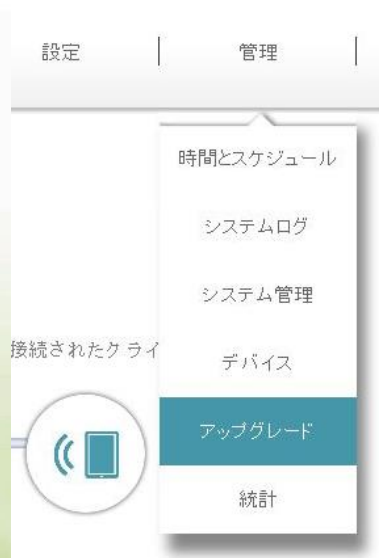 設定 | 管理 |
時間とスケジュール
システムログ
システム管理
接続されたクライ
デバイス
アップグレード
統計